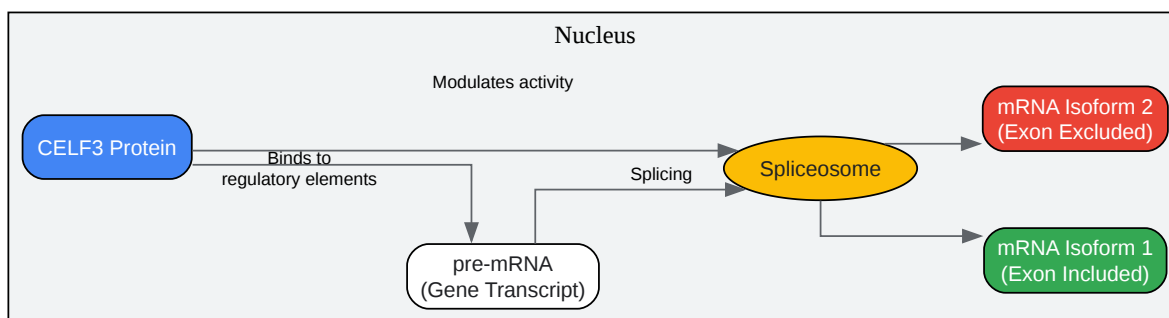 Nucleus
Modulates activity
CELF3 Protein
Binds to
regulatory elements
Splicing
Spliceosome
mRNA Isoform 2
(Exon Excluded)
pre-mRNA
(Gene Transcript)
mRNA Isoform 1
(Exon Included)